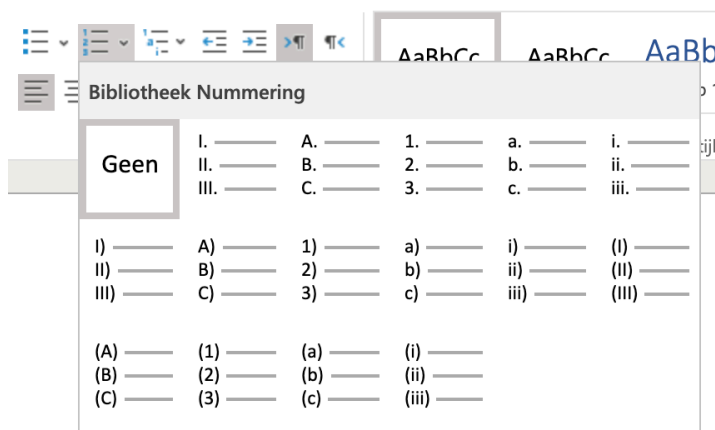 AaBbCc AaBbCc AaBb
Bibliotheek Nummering
Geen
I. A. 1. a. i.
II. B. 2. b. ii.
III. C. 3. c. iii.
I) A) 1) a) i) (I)
II) B) 2) b) ii) (II)
III) C) 3) c) iii) (III)
(A) (1) (a) (i)
(B) (2) (b) (ii)
(C) (3) (c) (iii)